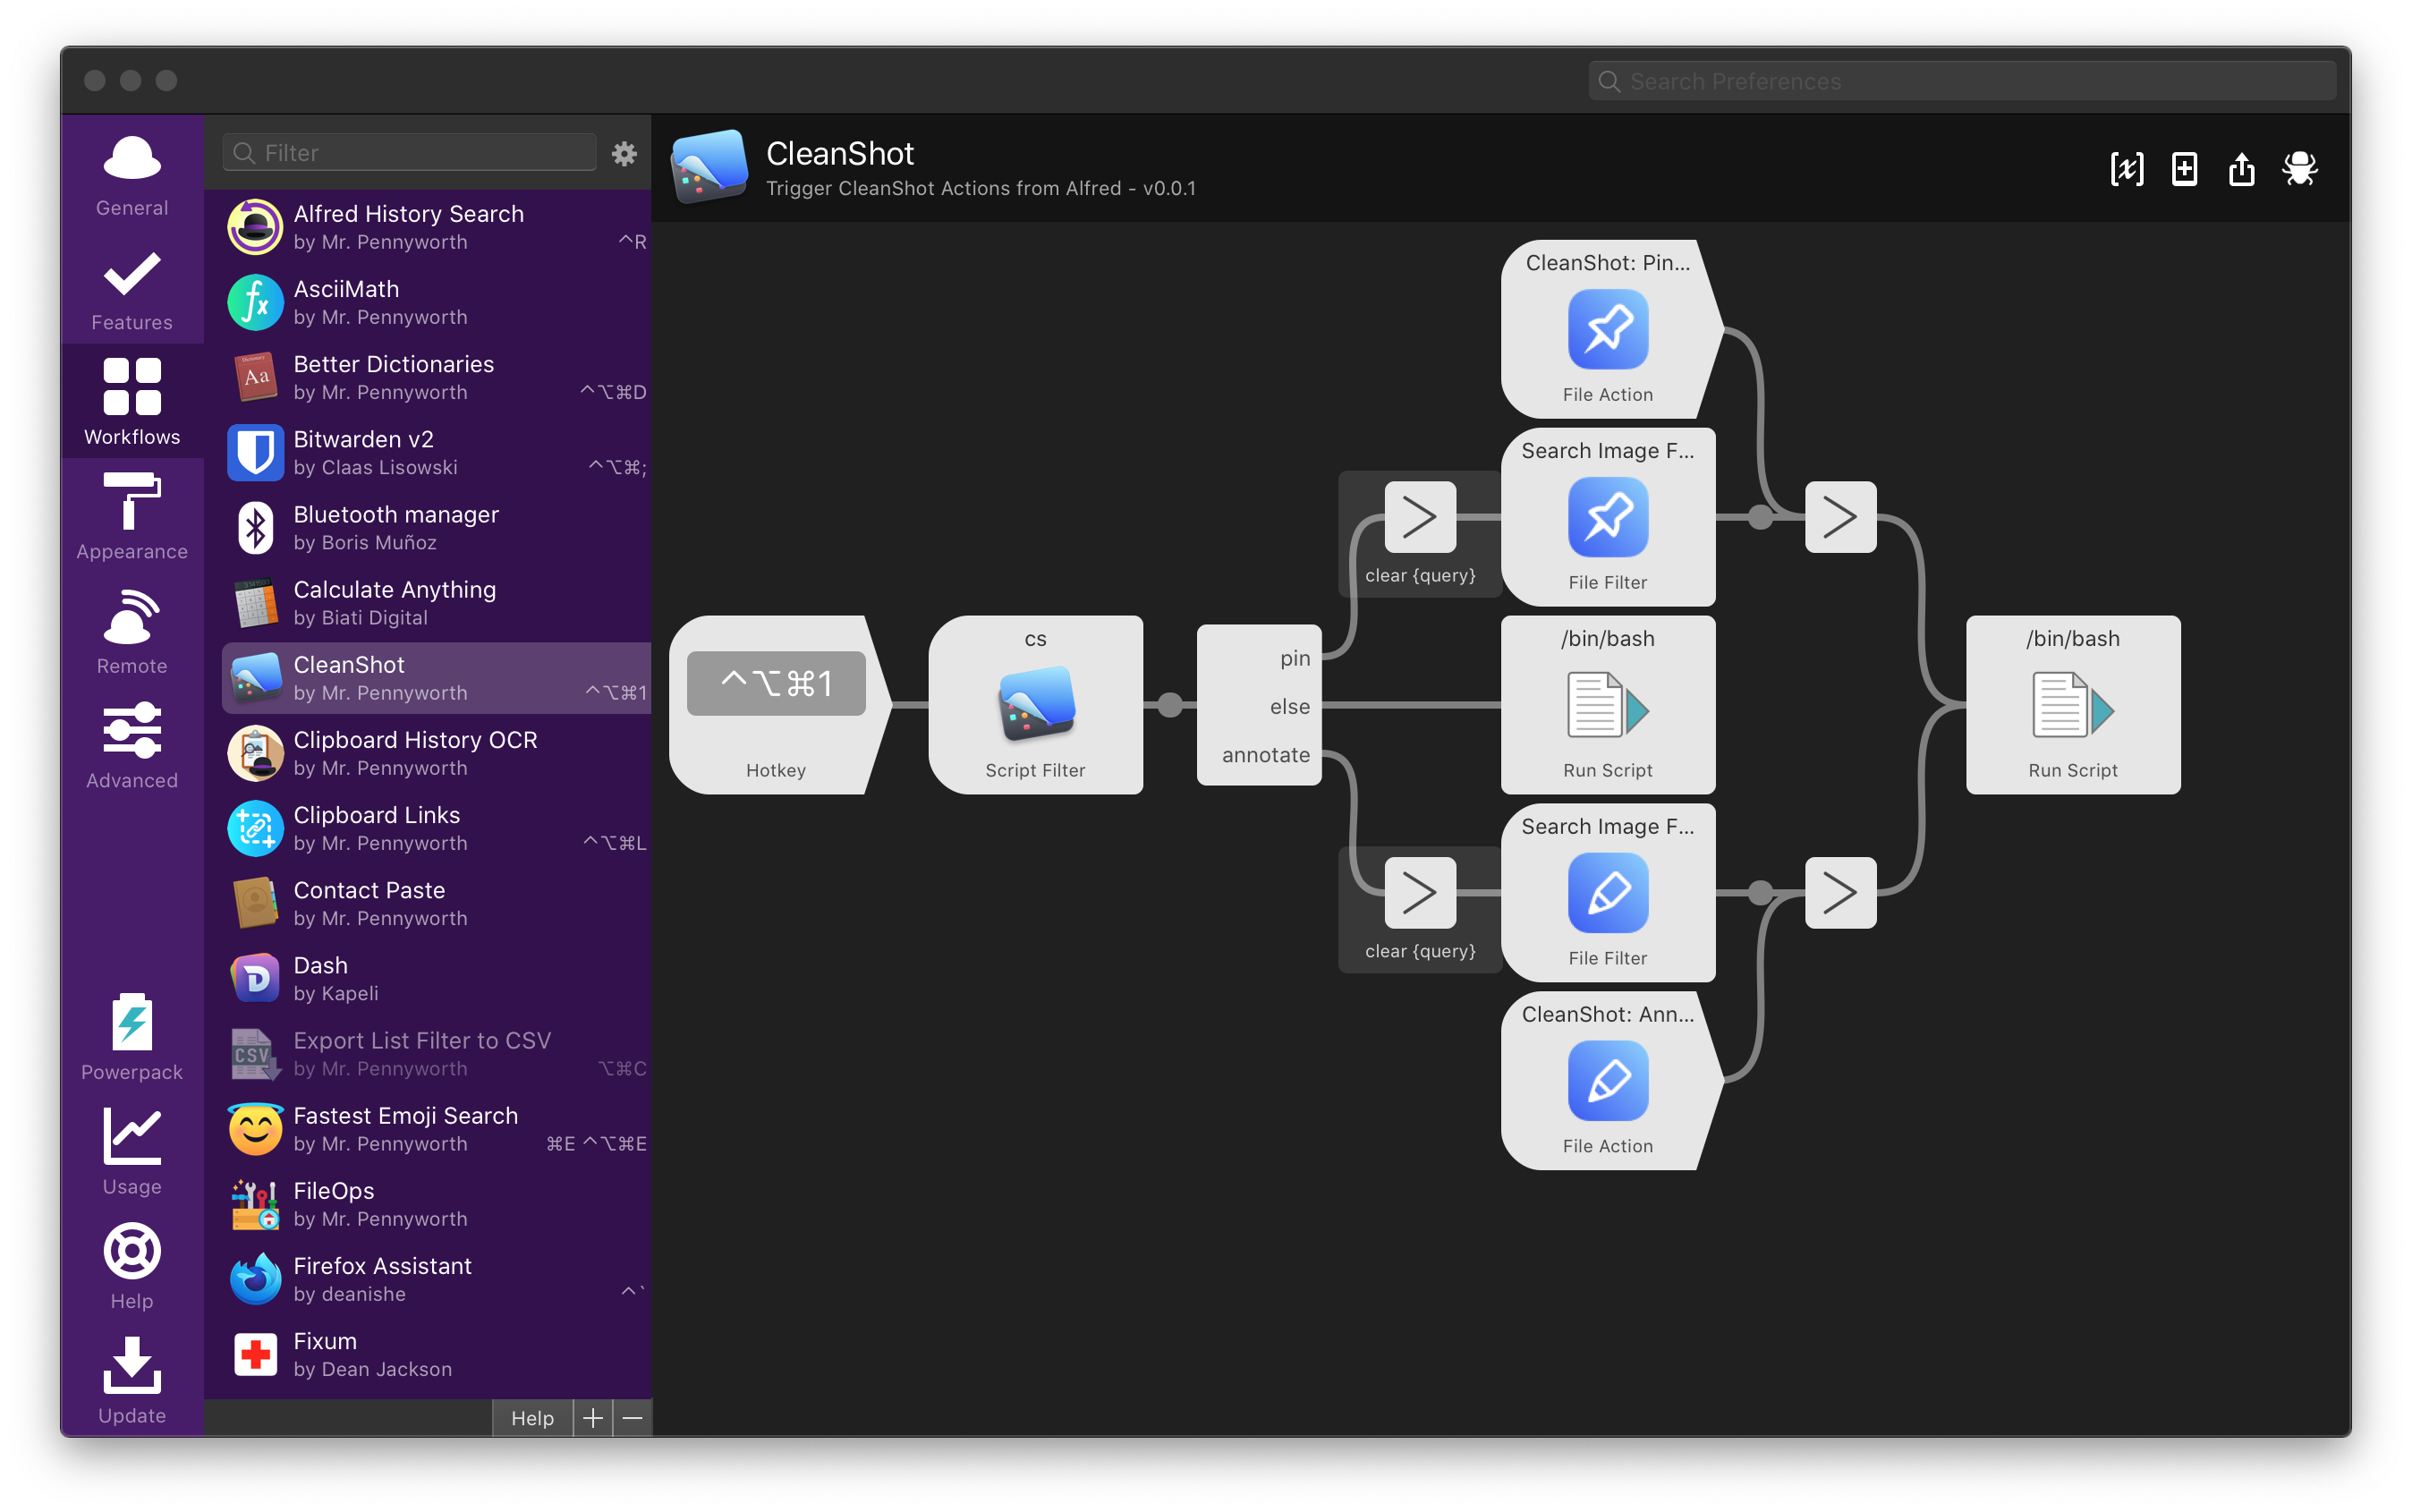 Search Preferences
General
Features
Workflows
Appearance
Remote
Advanced
Powerpack
Usage
Help
Update
Filter
Alfred History Search
by Mr. Pennyworth ^R
AsciiMath
by Mr. Pennyworth
Better Dictionaries
by Mr. Pennyworth ^⌥⌘D
Bitwarden v2
by Claas Lisowski ^⌥⌘;
Bluetooth manager
by Boris Muñoz
Calculate Anything
by Biati Digital
CleanShot
by Mr. Pennyworth ^⌥⌘1
Clipboard History OCR
by Mr. Pennyworth
Clipboard Links
by Mr. Pennyworth ^⌥⌘L
Contact Paste
by Mr. Pennyworth
Dash
by Kapeli
CSV
Export List Filter to CSV
by Mr. Pennyworth ⌥⌘C
Fastest Emoji Search
by Mr. Pennyworth ⌘E ^⌥⌘E
FileOps
by Mr. Pennyworth
Firefox Assistant
by deanishe ^`
Fixum
by Dean Jackson
Help
CleanShot
Trigger CleanShot Actions from Alfred - v0.0.1
CleanShot: Pin...
File Action
Search Image F...
File Filter
clear {query}
^⌥⌘1
Hotkey
cs
Script Filter
pin
else
annotate
/bin/bash
Run Script
/bin/bash
Run Script
Search Image F...
File Filter
clear {query}
CleanShot: Ann...
File Action